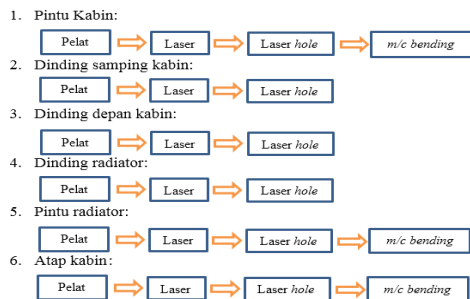 1. Pintu Kabin:
Pelat Laser Laser hole m/c bending
2. Dinding samping kabin:
Pelat Laser Laser hole
3. Dinding depan kabin:
Pelat Laser Laser hole
4. Dinding radiator:
Pelat Laser Laser hole
5. Pintu radiator:
Pelat Laser Laser hole m/c bending
6. Atap kabin:
Pelat Laser Laser hole m/c bending